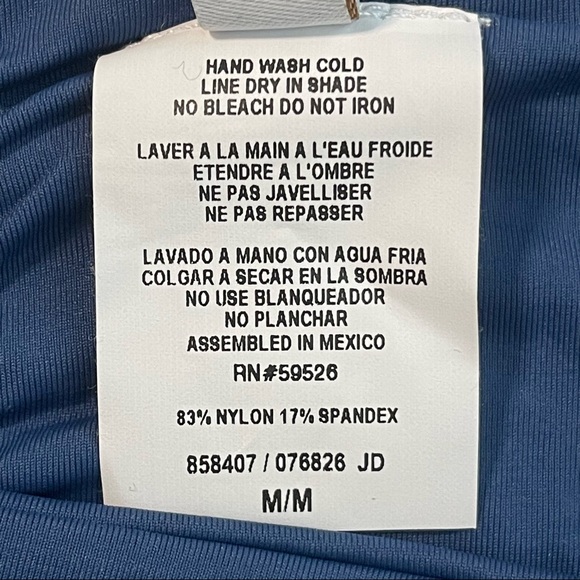 HAND WASH COLD
LINE DRY IN SHADE
NO BLEACH DO NOT IRON
LAVER A LA MAIN A L'EAU FROIDE
ETENDRE A L'OMBRE
NE PAS JAVELLISER
NE PAS REPASSER
LAVADO A MANO CON AGUA FRIA
COLGAR A SECAR EN LA SOMBRA
NO USE BLANQUEADOR
NO PLANCHAR
ASSEMBLED IN MEXICO
RN#59526
83% NYLON 17% SPANDEX
858407 / 076826 JD
M/M